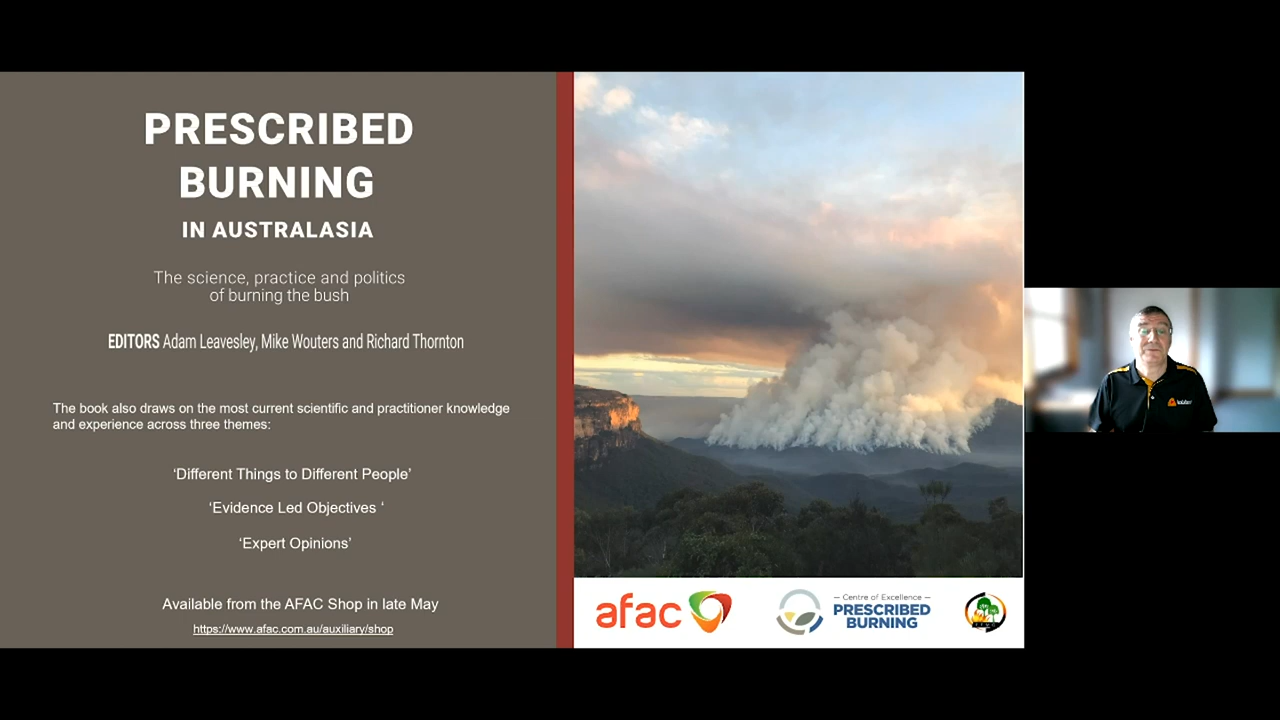 PRESCRIBED
BURNING
IN AUSTRALASIA
The science, practice and politics
of burning the bush
EDITORS Adam Leavesley, Mike Wouters and Richard Thornton
The book also draws on the most current scientific and practitioner knowledge
and experience across three themes:
‘Different Things to Different People’
‘Evidence Led Objectives ‘
‘Expert Opinions’
Available from the AFAC Shop in late May
https://www.afac.com.au/auxiliary/shop
afac
— Centre of Excellence —
PRESCRIBED
BURNING